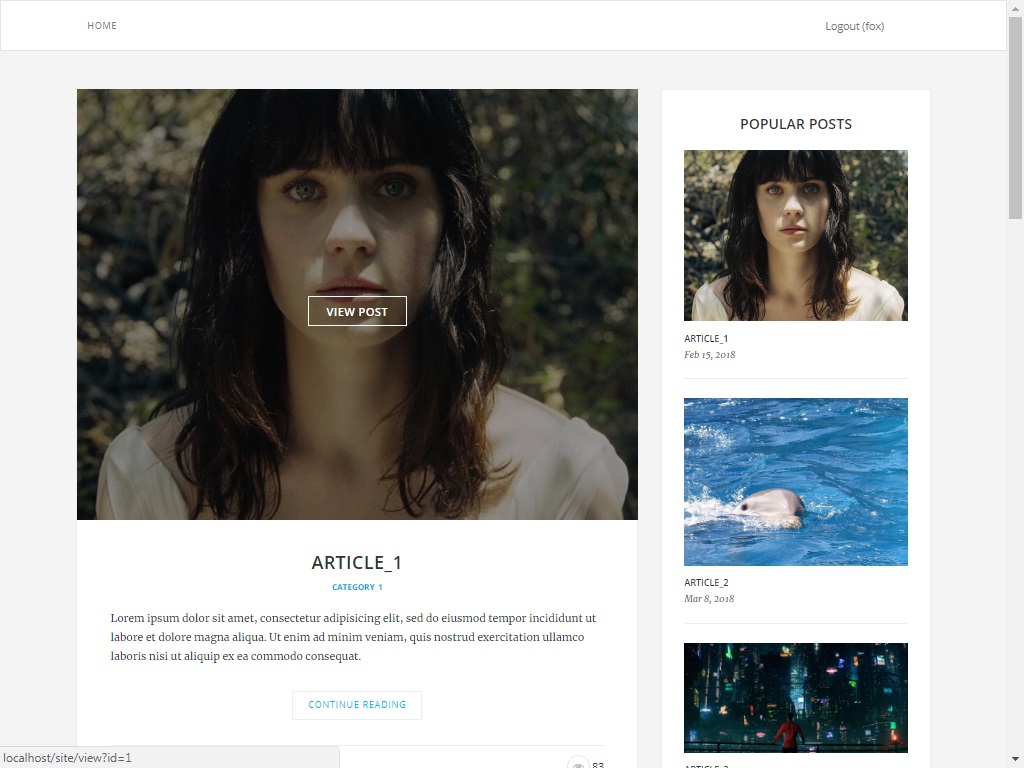 HOME
Logout (fox)
VIEW POST
ARTICLE_1
CATEGORY 1
Lorem ipsum dolor sit amet, consectetur adipisicing elit, sed do eiusmod tempor incididunt ut
labore et dolore magna aliqua. Ut enim ad minim veniam, quis nostrud exercitation ullamco
laboris nisi ut aliquip ex ea commodo consequat.
CONTINUE READING
83
POPULAR POSTS
ARTICLE_1
Feb 15, 2018
ARTICLE_2
Mar 8, 2018
localhost/site/view?id=1